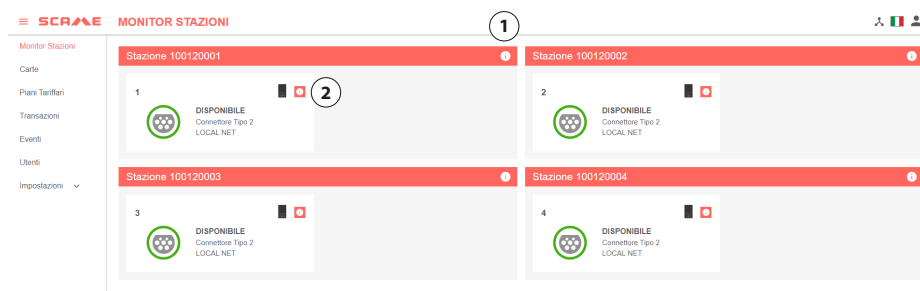 SCAME
MONITOR STAZIONI
1
Monitor Stazioni
Carte
Piani Tariffari
Transazioni
Eventi
Utenti
Impostazioni
Stazione 100120001
1
2
DISPONIBILE
Connettore Tipo 2
LOCAL NET
Stazione 100120002
2
DISPONIBILE
Connettore Tipo 2
LOCAL NET
Stazione 100120003
3
DISPONIBILE
Connettore Tipo 2
LOCAL NET
Stazione 100120004
4
DISPONIBILE
Connettore Tipo 2
LOCAL NET